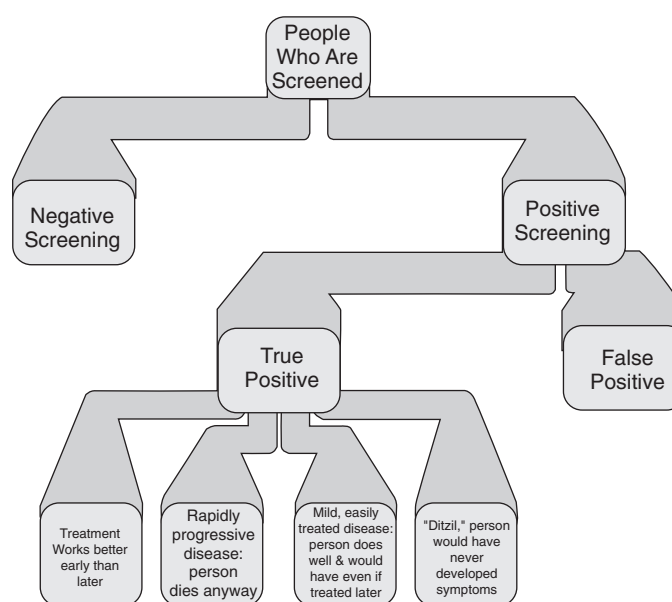 People
Who Are
Screened
Negative
Screening
Positive
Screening
True
Positive
False
Positive
Treatment
Works better
early than
later
Rapidly
progressive
disease:
person
dies anyway
Mild, easily
treated disease:
person does
well & would
have even if
treated later
"Ditzil," person
would have
never
developed
symptoms